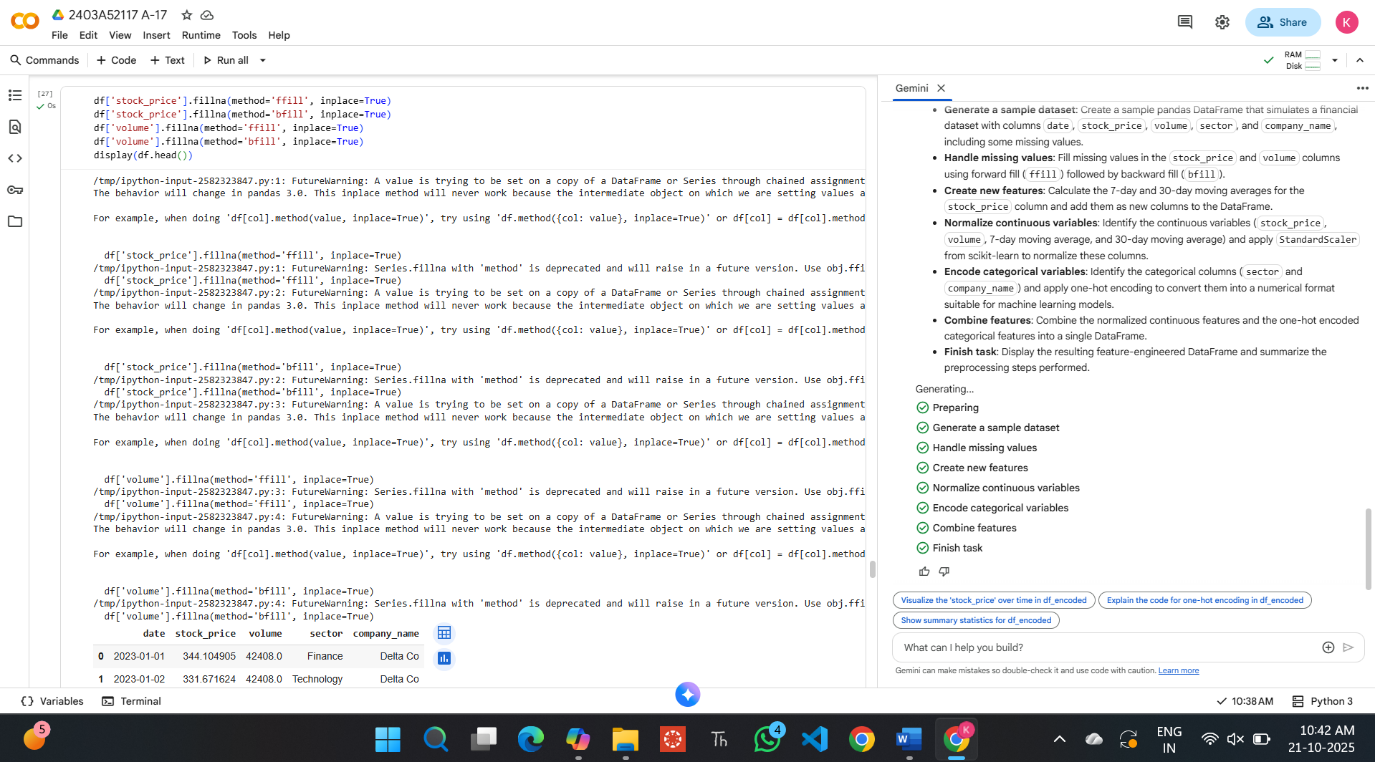 2403A52117 A-17
File Edit View Insert Runtime Tools Help
Share
K
Commands + Code + Text Run all
RAM
Disk
[27]
0s
df['stock_price'].fillna(method='ffill', inplace=True)
df['stock_price'].fillna(method='bfill', inplace=True)
df['volume'].fillna(method='ffill', inplace=True)
df['volume'].fillna(method='bfill', inplace=True)
display(df.head())
/tmp/ipython-input-2582323847.py:1: FutureWarning: A value is trying to be set on a copy of a DataFrame or Series through chained assignment
The behavior will change in pandas 3.0. This inplace method will never work because the intermediate object on which we are setting values a
For example, when doing 'df[col].method(value, inplace=True)', try using 'df.method({col: value}, inplace=True)' or df[col] = df[col].method
df['stock_price'].fillna(method='ffill', inplace=True)
/tmp/ipython-input-2582323847.py:1: FutureWarning: Series.fillna with 'method' is deprecated and will raise in a future version. Use obj.ffi
df['stock_price'].fillna(method='ffill', inplace=True)
/tmp/ipython-input-2582323847.py:2: FutureWarning: A value is trying to be set on a copy of a DataFrame or Series through chained assignment
The behavior will change in pandas 3.0. This inplace method will never work because the intermediate object on which we are setting values a
For example, when doing 'df[col].method(value, inplace=True)', try using 'df.method({col: value}, inplace=True)' or df[col] = df[col].method
df['stock_price'].fillna(method='bfill', inplace=True)
/tmp/ipython-input-2582323847.py:2: FutureWarning: Series.fillna with 'method' is deprecated and will raise in a future version. Use obj.ffi
df['stock_price'].fillna(method='bfill', inplace=True)
/tmp/ipython-input-2582323847.py:3: FutureWarning: A value is trying to be set on a copy of a DataFrame or Series through chained assignment
The behavior will change in pandas 3.0. This inplace method will never work because the intermediate object on which we are setting values a
For example, when doing 'df[col].method(value, inplace=True)', try using 'df.method({col: value}, inplace=True)' or df[col] = df[col].method
df['volume'].fillna(method='ffill', inplace=True)
/tmp/ipython-input-2582323847.py:3: FutureWarning: Series.fillna with 'method' is deprecated and will raise in a future version. Use obj.ffi
df['volume'].fillna(method='ffill', inplace=True)
/tmp/ipython-input-2582323847.py:4: FutureWarning: A value is trying to be set on a copy of a DataFrame or Series through chained assignment
The behavior will change in pandas 3.0. This inplace method will never work because the intermediate object on which we are setting values a
For example, when doing 'df[col].method(value, inplace=True)', try using 'df.method({col: value}, inplace=True)' or df[col] = df[col].method
df['volume'].fillna(method='bfill', inplace=True)
/tmp/ipython-input-2582323847.py:4: FutureWarning: Series.fillna with 'method' is deprecated and will raise in a future version. Use obj.ffi
df['volume'].fillna(method='bfill', inplace=True)
date stock_price volume sector company_name
0 2023-01-01 344.104905 42408.0 Finance Delta Co
1 2023-01-02 331.671624 42408.0 Technology Delta Co
Gemini
• Generate a sample dataset: Create a sample pandas DataFrame that simulates a financial
dataset with columns date, stock_price, volume, sector, and company_name,
including some missing values.
• Handle missing values: Fill missing values in the stock_price and volume columns
using forward fill (ffill) followed by backward fill (bfill).
• Create new features: Calculate the 7-day and 30-day moving averages for the
stock_price column and add them as new columns to the DataFrame.
• Normalize continuous variables: Identify the continuous variables (stock_price,
volume, 7-day moving average, and 30-day moving average) and apply StandardScaler
from scikit-learn to normalize these columns.
• Encode categorical variables: Identify the categorical columns (sector and
company_name) and apply one-hot encoding to convert them into a numerical format
suitable for machine learning models.
• Combine features: Combine the normalized continuous features and the one-hot encoded
categorical features into a single DataFrame.
• Finish task: Display the resulting feature-engineered DataFrame and summarize the
preprocessing steps performed.
Generating...
Preparing
Generate a sample dataset
Handle missing values
Create new features
Normalize continuous variables
Encode categorical variables
Combine features
Finish task
Visualize the 'stock_price' over time in df_encoded
Explain the code for one-hot encoding in df_encoded
Show summary statistics for df_encoded
What can I help you build?
Gemini can make mistakes so double-check it and use code with caution. Learn more
Variables Terminal
10:38 AM Python 3
5
Th
4
W
K
ENG
IN
10:42 AM
21-10-2025